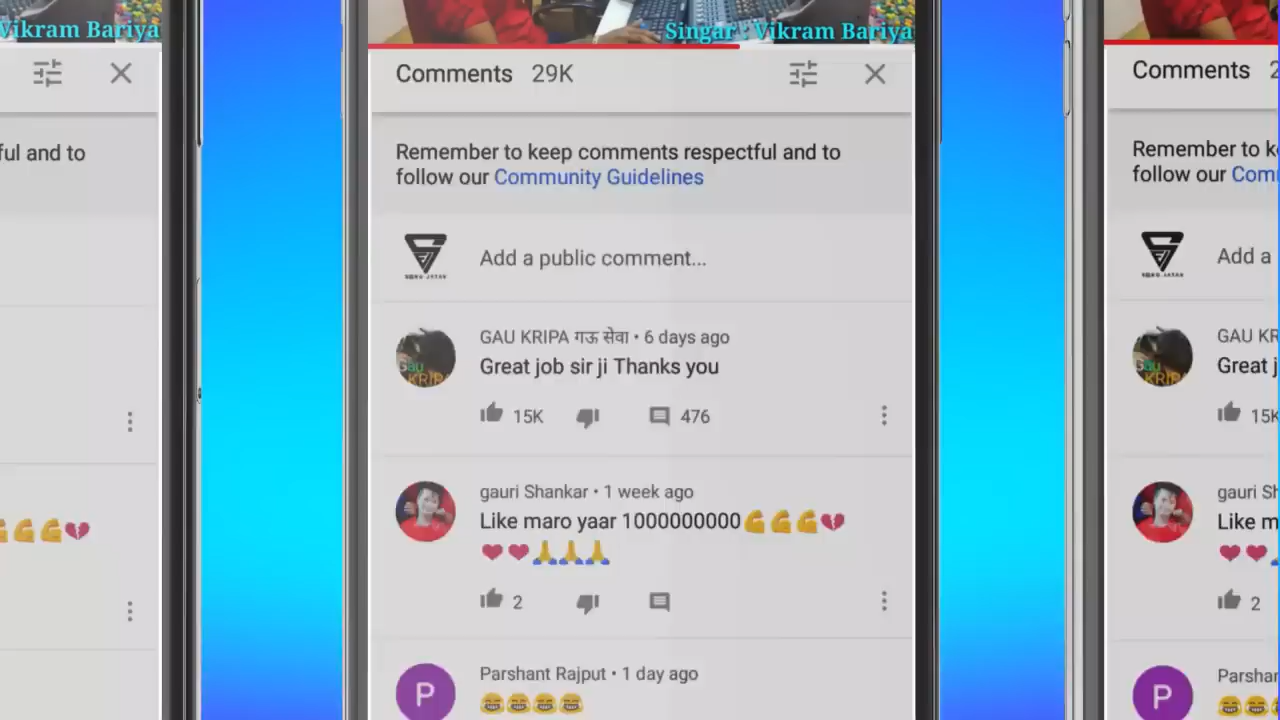 Vikram Bariya
ful and to
Singar : Vikram Bariya
Comments 29K
Remember to keep comments respectful and to
follow our Community Guidelines
Add a public comment...
GAU KRIPA गऊ सेवा • 6 days ago
Great job sir ji Thanks you
15K 476
gauri Shankar • 1 week ago
Like maro yaar 1000000000💪💪💪💔
❤❤🙏🙏🙏
2
P
Parshant Rajput • 1 day ago
😂😂😂😂
Comments 2
Remember to k
follow our Com
Add a
GAU KR
Great j
15K
gauri S
Like m
❤❤
2
P
Parsha
😂😂